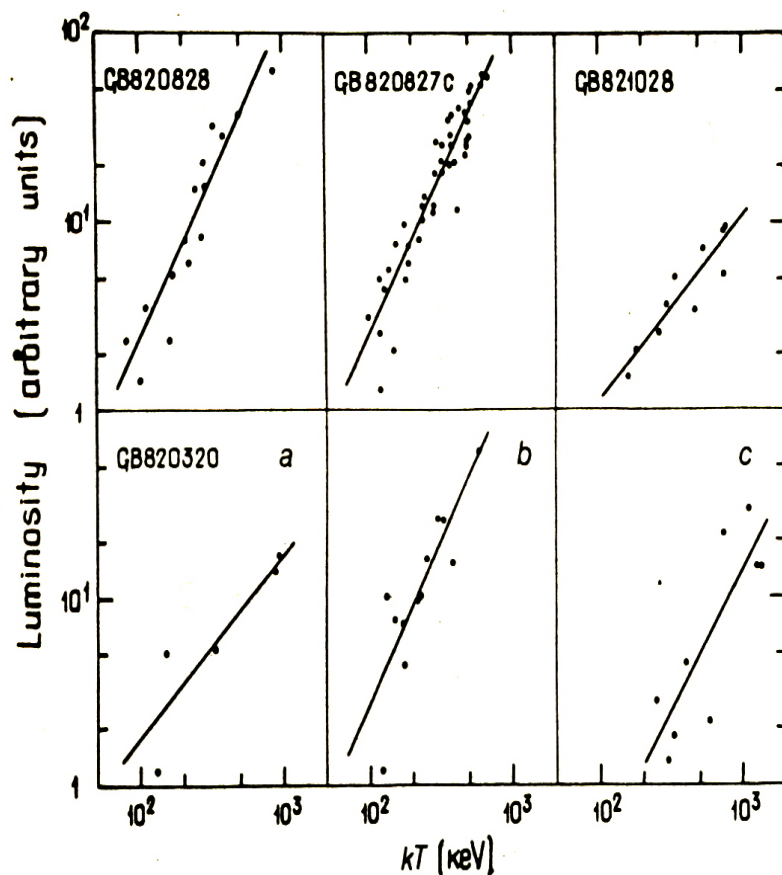 10²
GB820828
GB820827c
GB821028
Luminosity (arbitrary units)
10¹
1
GB820320
a
b
c
10¹
1
10²
10³
10²
10³
10²
10³
kT [keV]